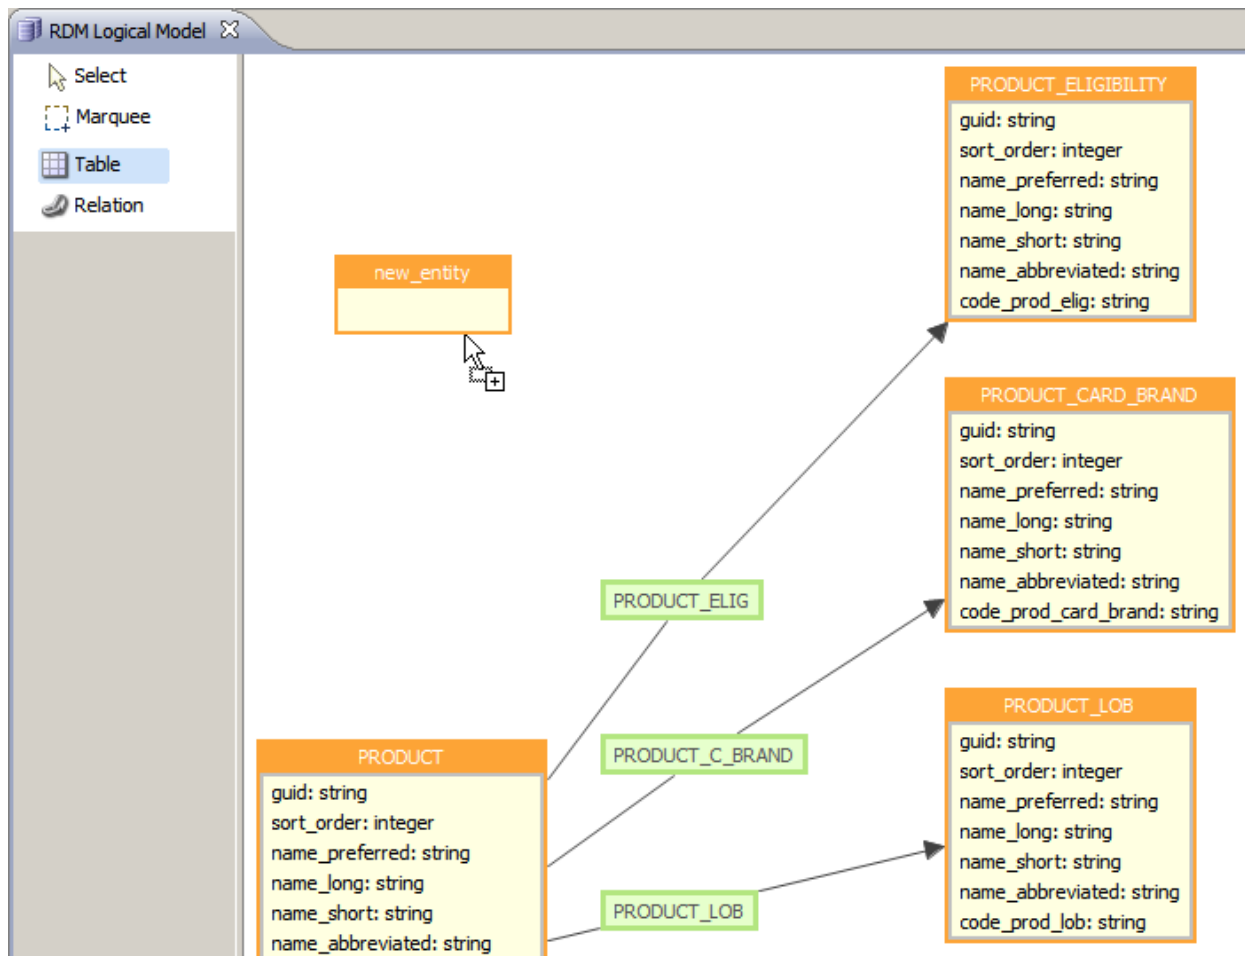 RDM Logical Model
Select
Marquee
Table
Relation
new_entity
PRODUCT_ELIGIBILITY
guid: string
sort_order: integer
name_preferred: string
name_long: string
name_short: string
name_abbreviated: string
code_prod_elig: string
PRODUCT_CARD_BRAND
guid: string
sort_order: integer
name_preferred: string
name_long: string
name_short: string
name_abbreviated: string
code_prod_card_brand: string
PRODUCT_ELIG
PRODUCT_C_BRAND
PRODUCT_LOB
PRODUCT
guid: string
sort_order: integer
name_preferred: string
name_long: string
name_short: string
name_abbreviated: string
PRODUCT_LOB
guid: string
sort_order: integer
name_preferred: string
name_long: string
name_short: string
name_abbreviated: string
code_prod_lob: string